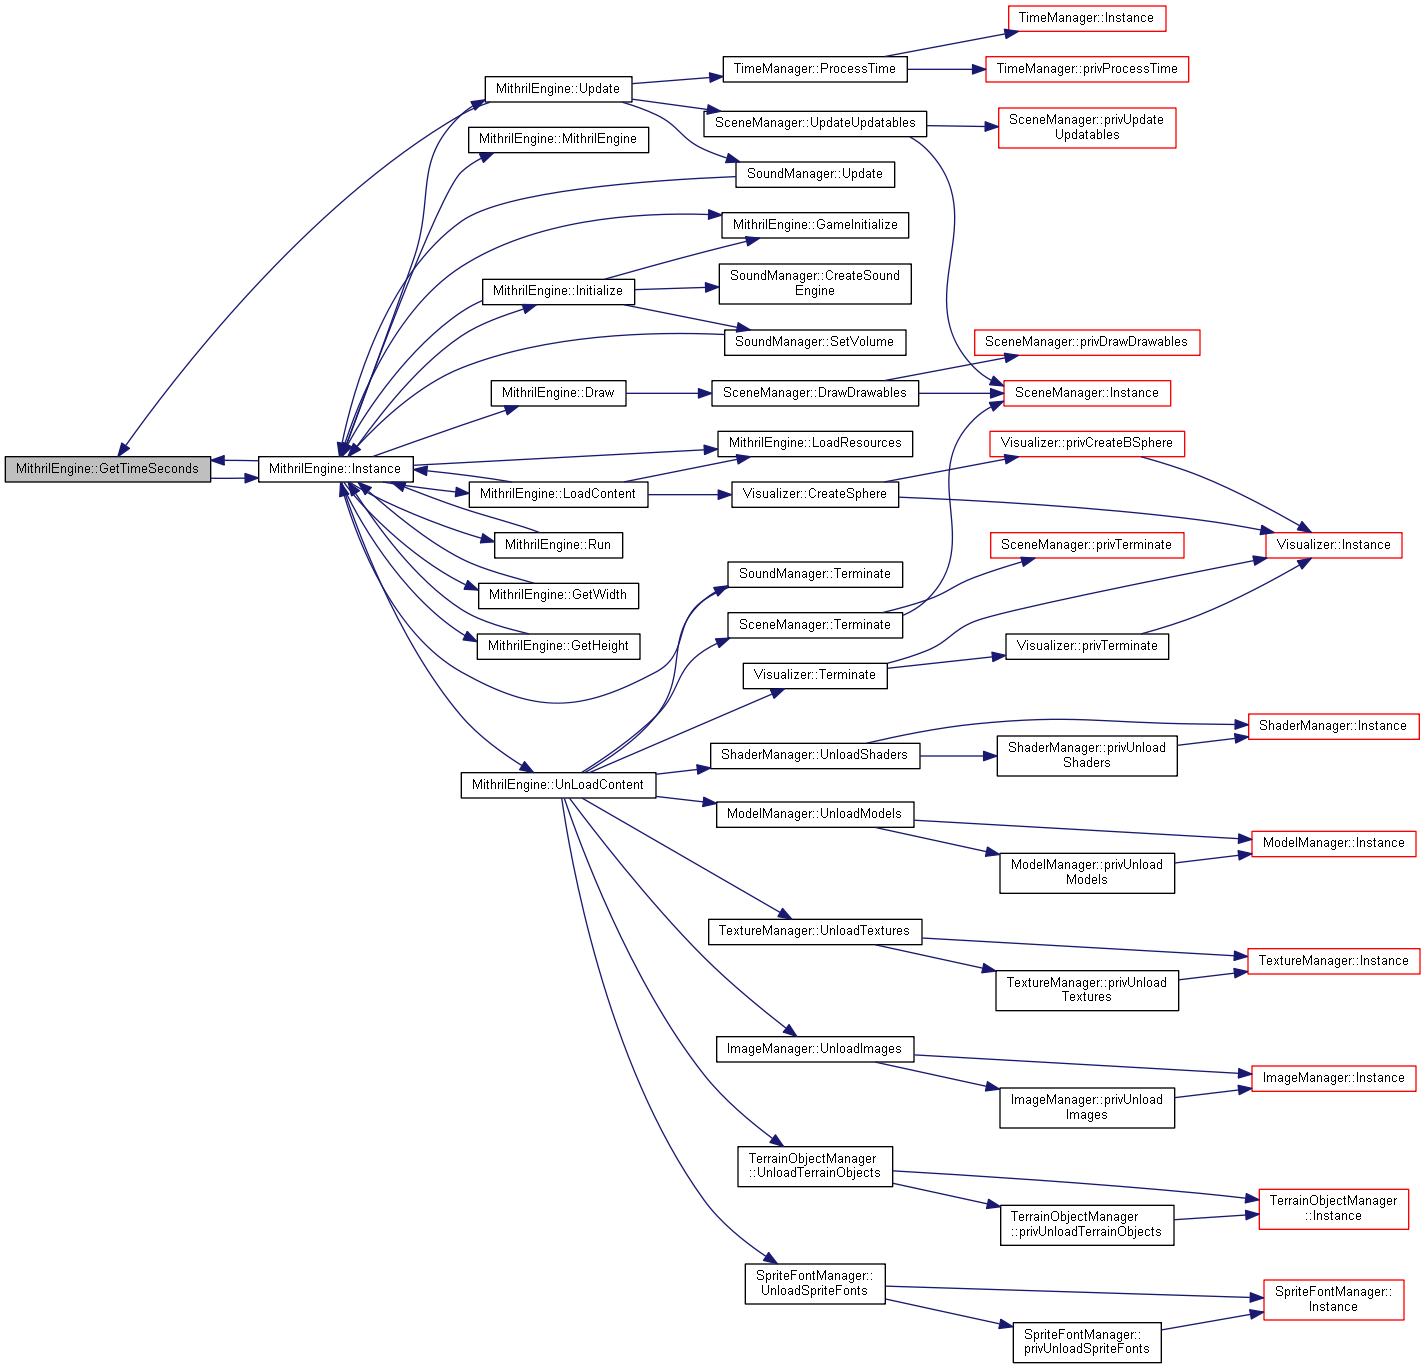 TimeManager::Instance
TimeManager::ProcessTime
TimeManager::privProcessTime
MithrilEngine::Update
SceneManager::UpdateUpdatables
SceneManager::privUpdate
Updatables
MithrilEngine::MithrilEngine
SoundManager::Update
MithrilEngine::GameInitialize
SoundManager::CreateSound
Engine
MithrilEngine::Initialize
SoundManager::SetVolume
SceneManager::privDrawDrawables
MithrilEngine::Draw
SceneManager::DrawDrawables
SceneManager::Instance
MithrilEngine::LoadResources
Visualizer::privCreateBSphere
MithrilEngine::GetTimeSeconds
MithrilEngine::Instance
MithrilEngine::LoadContent
Visualizer::CreateSphere
MithrilEngine::Run
SceneManager::privTerminate
Visualizer::Instance
SoundManager::Terminate
MithrilEngine::GetWidth
SceneManager::Terminate
MithrilEngine::GetHeight
Visualizer::privTerminate
Visualizer::Terminate
ShaderManager::Instance
ShaderManager::UnloadShaders
ShaderManager::privUnload
Shaders
MithrilEngine::UnLoadContent
ModelManager::UnloadModels
ModelManager::Instance
ModelManager::privUnload
Models
TextureManager::UnloadTextures
TextureManager::Instance
TextureManager::privUnload
Textures
ImageManager::UnloadImages
ImageManager::Instance
ImageManager::privUnload
Images
TerrainObjectManager
::UnloadTerrainObjects
TerrainObjectManager
::Instance
TerrainObjectManager
::privUnloadTerrainObjects
SpriteFontManager::
UnloadSpriteFonts
SpriteFontManager::
Instance
SpriteFontManager::
privUnloadSpriteFonts